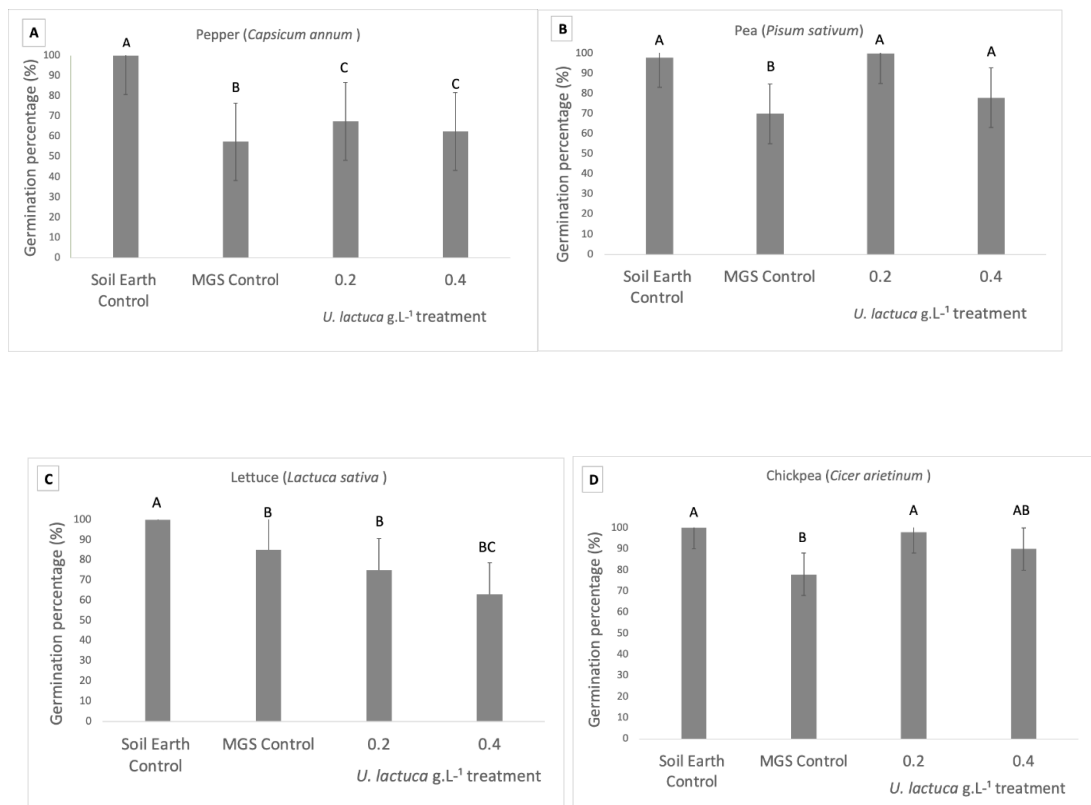 A
Pepper (Capsicum annum )
Germination percentage (%)
100
90
80
70
60
50
40
30
20
10
0
A
B
C
C
Soil Earth
Control
MGS Control
0.2
0.4
U. lactuca g.L-¹ treatment
B
Pea (Pisum sativum)
Germination percentage (%)
100
90
80
70
60
50
40
30
20
10
0
A
B
A
A
Soil Earth
Control
MGS Control
0.2
0.4
U. lactuca g.L-¹ treatment
C
Lettuce (Lactuca sativa )
Germination percentage (%)
100
90
80
70
60
50
40
30
20
10
0
A
B
B
BC
Soil Earth
Control
MGS Control
0.2
0.4
U. lactuca g.L-¹ treatment
D
Chickpea (Cicer arietinum )
Germination percentage (%)
100
90
80
70
60
50
40
30
20
10
0
A
B
A
AB
Soil Earth
Control
MGS Control
0.2
0.4
U. lactuca g.L-¹ treatment